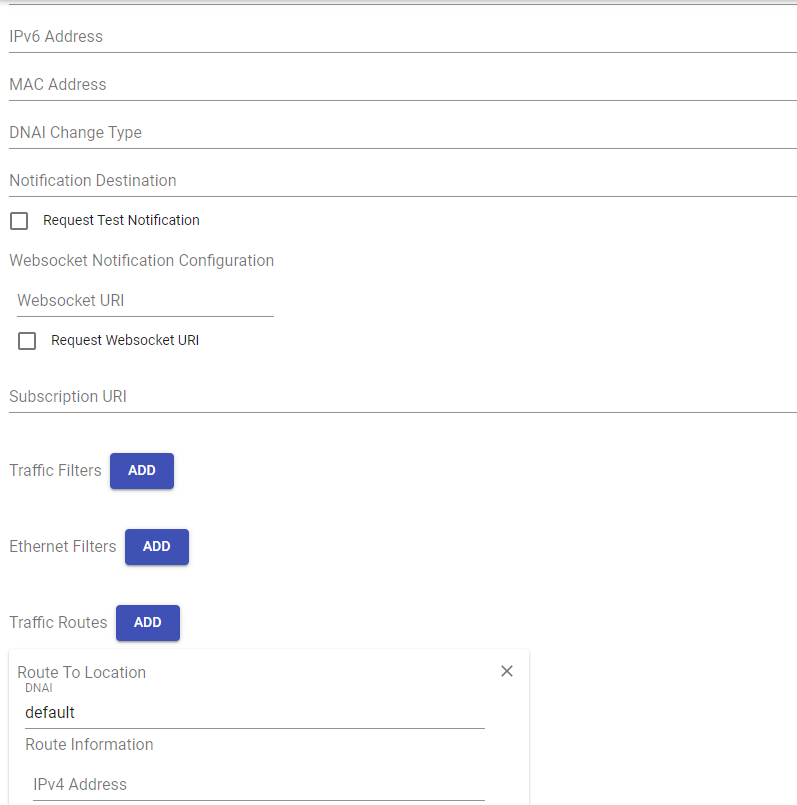 IPv6 Address
MAC Address
DNAI Change Type
Notification Destination
Request Test Notification
Websocket Notification Configuration
Websocket URI
Request Websocket URI
Subscription URI
Traffic Filters ADD
Ethernet Filters ADD
Traffic Routes ADD
Route To Location
DNAI
default
Route Information
IPv4 Address